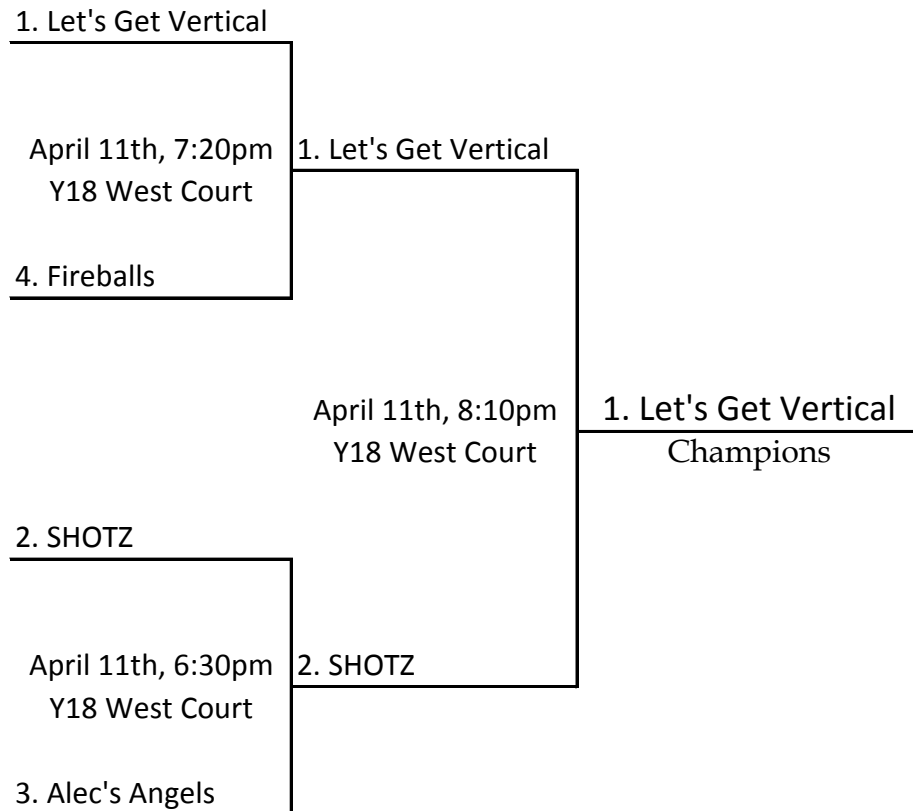 1. Let's Get Vertical
April 11th, 7:20pm
Y18 West Court
1. Let's Get Vertical
4. Fireballs
April 11th, 8:10pm
Y18 West Court
1. Let's Get Vertical
Champions
2. SHOTZ
April 11th, 6:30pm
Y18 West Court
2. SHOTZ
3. Alec's Angels